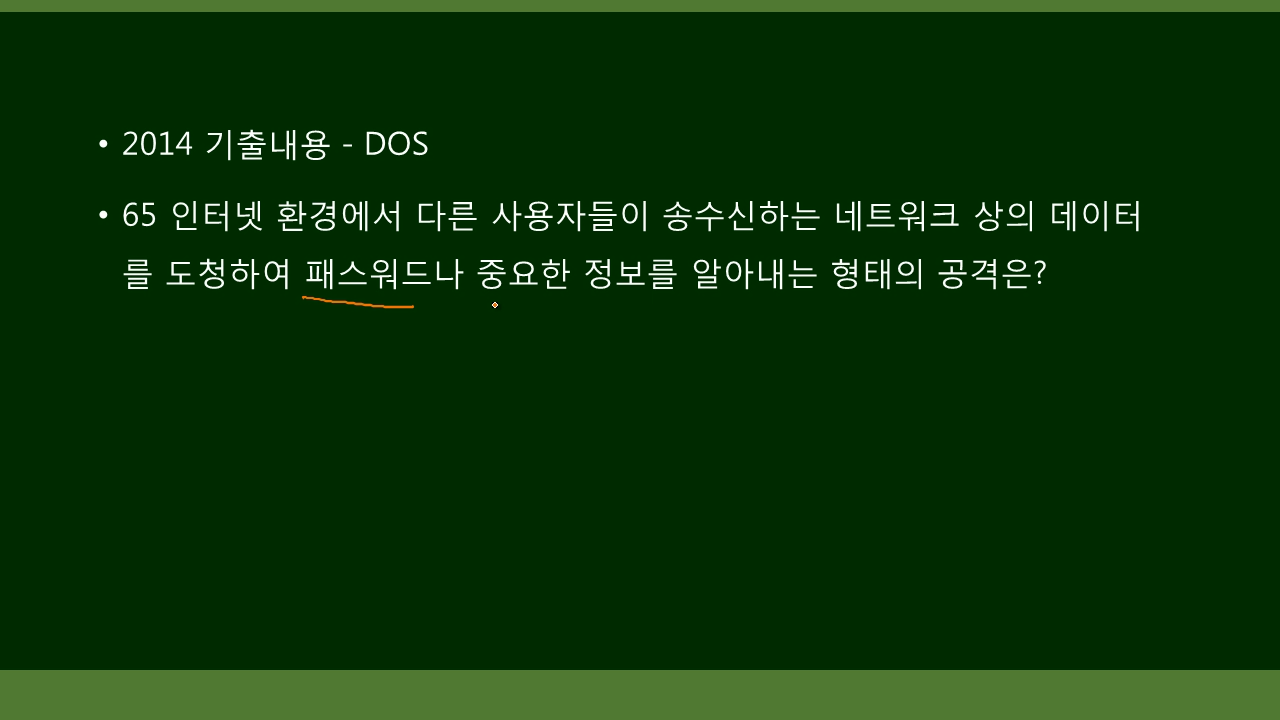 • 2014 기출내용 - DOS
• 65 인터넷 환경에서 다른 사용자들이 송수신하는 네트워크 상의 데이터
를 도청하여 패스워드나 중요한 정보를 알아내는 형태의 공격은?